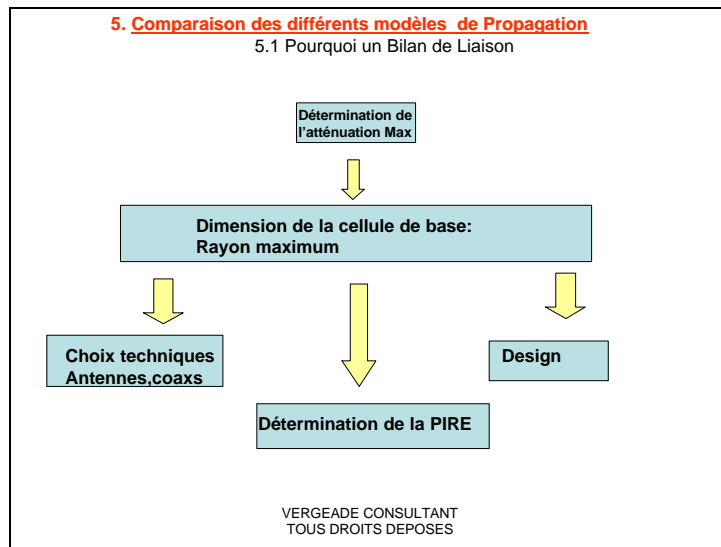 5. Comparaison des différents modèles de Propagation
5.1 Pourquoi un Bilan de Liaison
Détermination de
l'atténuation Max
Dimension de la cellule de base:
Rayon maximum
Choix techniques
Antennes,coaxs
Design
Détermination de la PIRE
VERGEADE CONSULTANT
TOUS DROITS DEPOSES